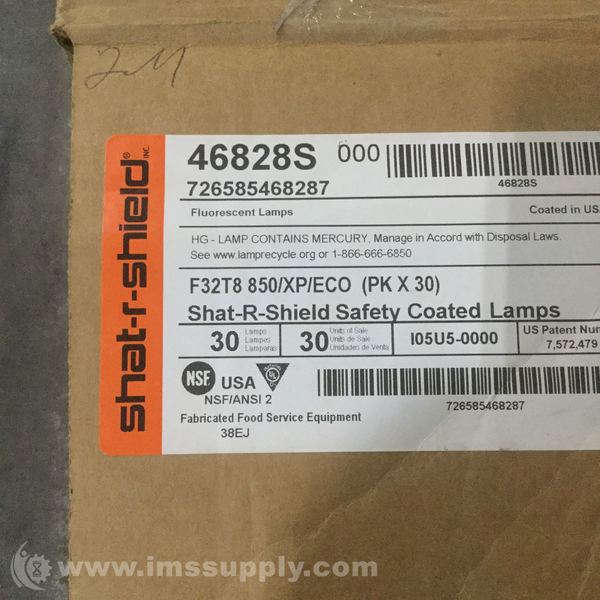 shat-r-shield® INC.
46828S 000
46828S
726585468287
Fluorescent Lamps Coated in USA
HG - LAMP CONTAINS MERCURY, Manage in Accord with Disposal Laws.
See www.lamprecycle.org or 1-866-666-6850
F32T8 850/XP/ECO (PK X 30)
Shat-R-Shield Safety Coated Lamps
30 Lamps
Lampes
Lamparas
30 Units of Sale
Unités de Sale
Unidades de Venta
I05U5-0000
US Patent Num
7,572,479
NSF USA UL
NSF/ANSI 2
726585468287
Fabricated Food Service Equipment
38EJ
www.imssupply.com